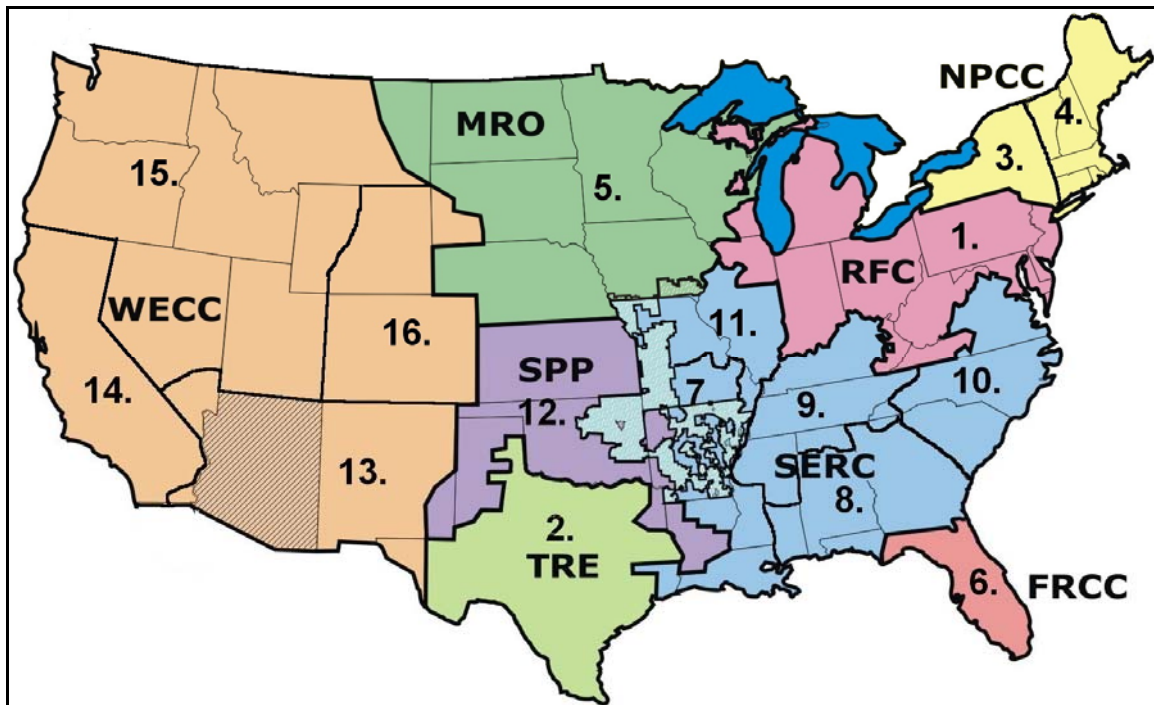 NPCC
4.
MRO
3.
15.
5.
1.
RFC
WECC
11.
16.
SPP
7
10.
14.
12.
9.
SERC
13.
8.
2.
TRE
6.
FRCC